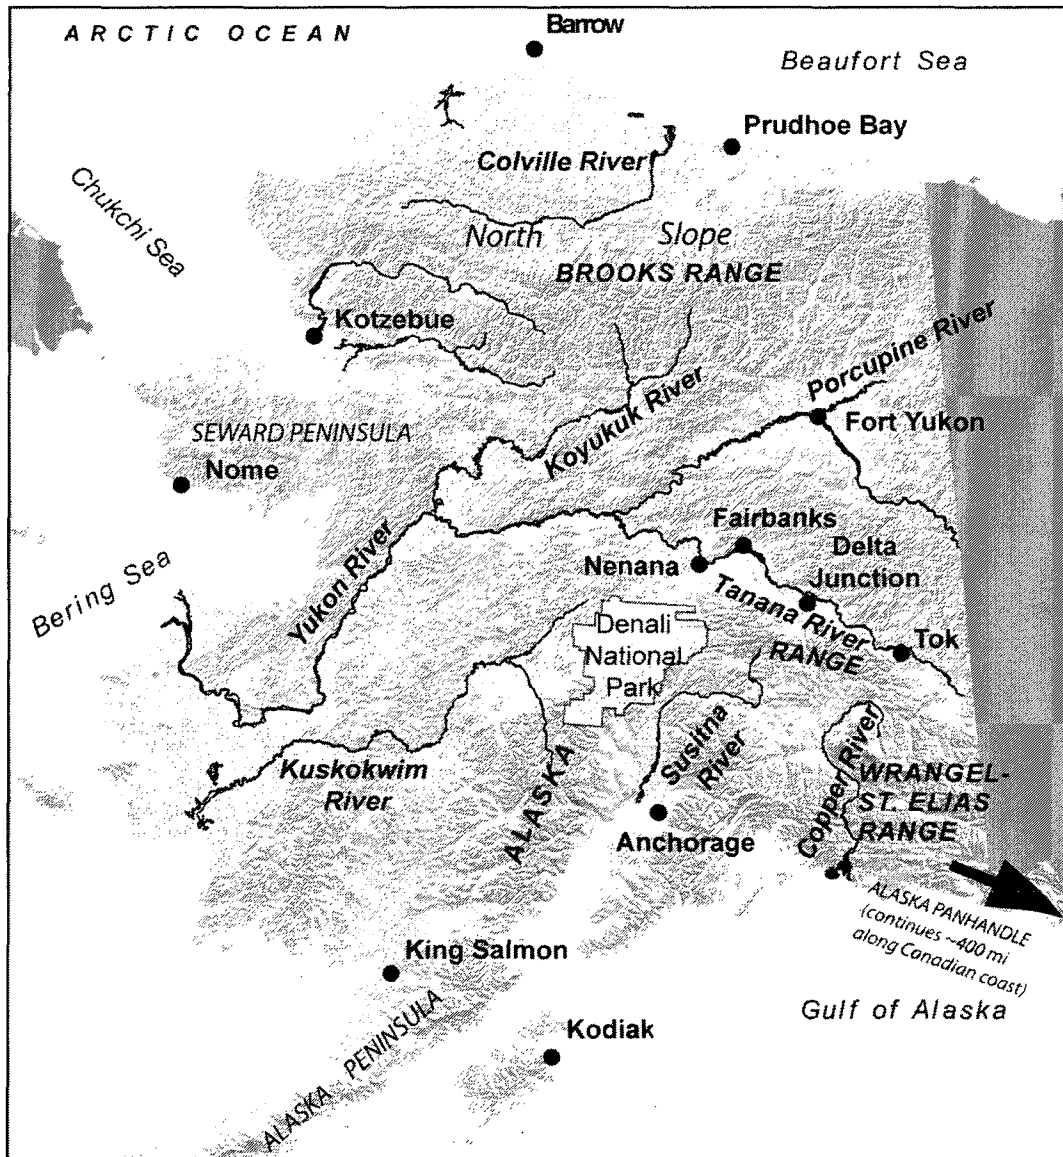 Barrow
ARCTIC OCEAN
Beaufort Sea
Prudhoe Bay
Colville River
Chukchi Sea
North Slope
BROOKS RANGE
Kotzebue
Porcupine River
Koyukuk River
Fort Yukon
SEWARD PENINSULA
Nome
Fairbanks
Delta
Junction
Nenana
Bering Sea
Yukon River
Tanana River
Denali
National
Park
RANGE
Tok
Susitna
River
Copper River
Kuskokwim
River
ALASKA
WRANGEL-
ST. ELIAS
RANGE
Anchorage
ALASKA PANHANDLE
(continues ~400 mi
along Canadian coast)
King Salmon
Gulf of Alaska
Kodiak
ALASKA PENINSULA